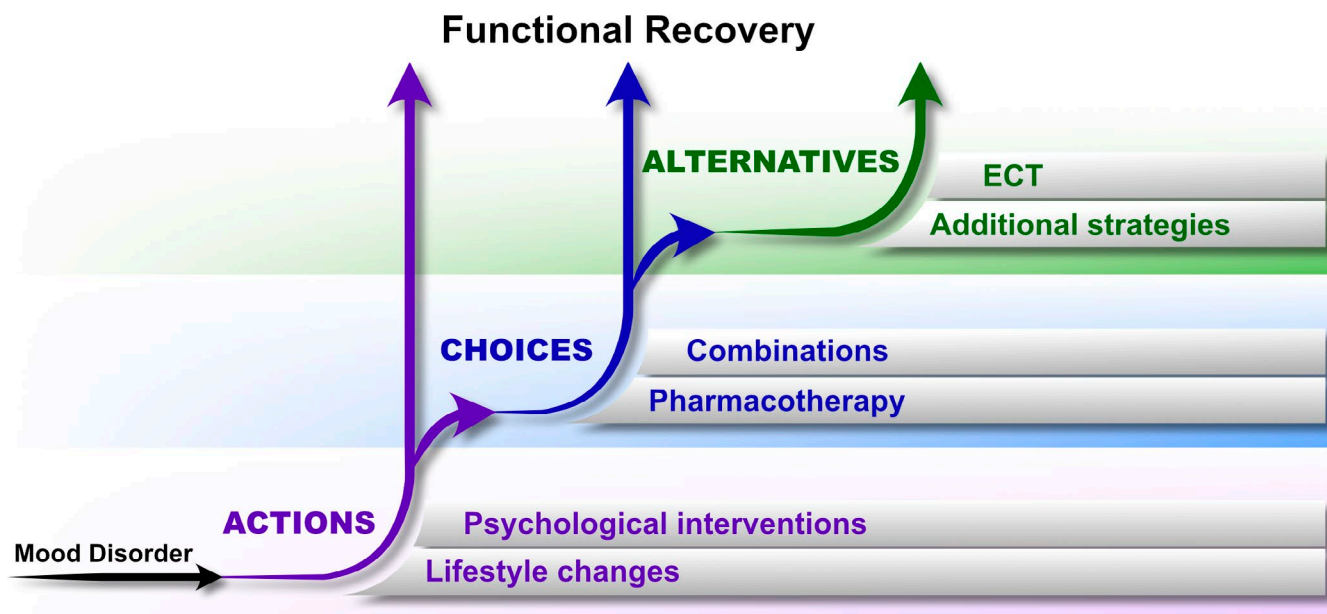 Functional Recovery
ALTERNATIVES
ECT
Additional strategies
CHOICES
Combinations
Pharmacotherapy
ACTIONS
Psychological interventions
Mood Disorder
Lifestyle changes